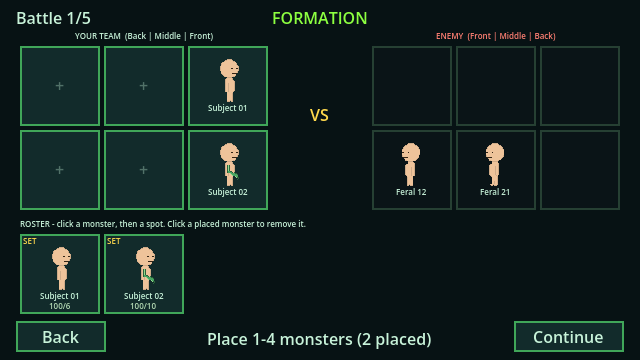 Battle 1/5
FORMATION
YOUR TEAM (Back | Middle | Front)
ENEMY (Front | Middle | Back)
+
+
Subject 01
VS
+
+
Subject 02
Feral 12
Feral 21
ROSTER - click a monster, then a spot. Click a placed monster to remove it.
SET
Subject 01
100/6
SET
Subject 02
100/10
Back
Place 1-4 monsters (2 placed)
Continue